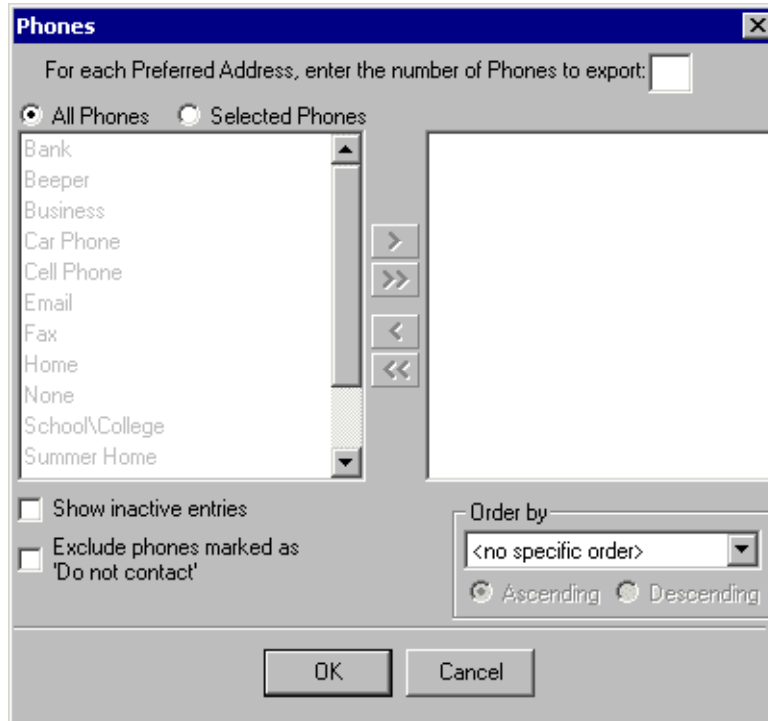 Phones
For each Preferred Address, enter the number of Phones to export:
All Phones Selected Phones
Bank
Beeper
Business
Car Phone
Cell Phone
Email
Fax
Home
None
School\College
Summer Home
>
>>
<
<<
Show inactive entries
Exclude phones marked as
'Do not contact'
Order by
<no specific order>
Ascending Descending
OK Cancel